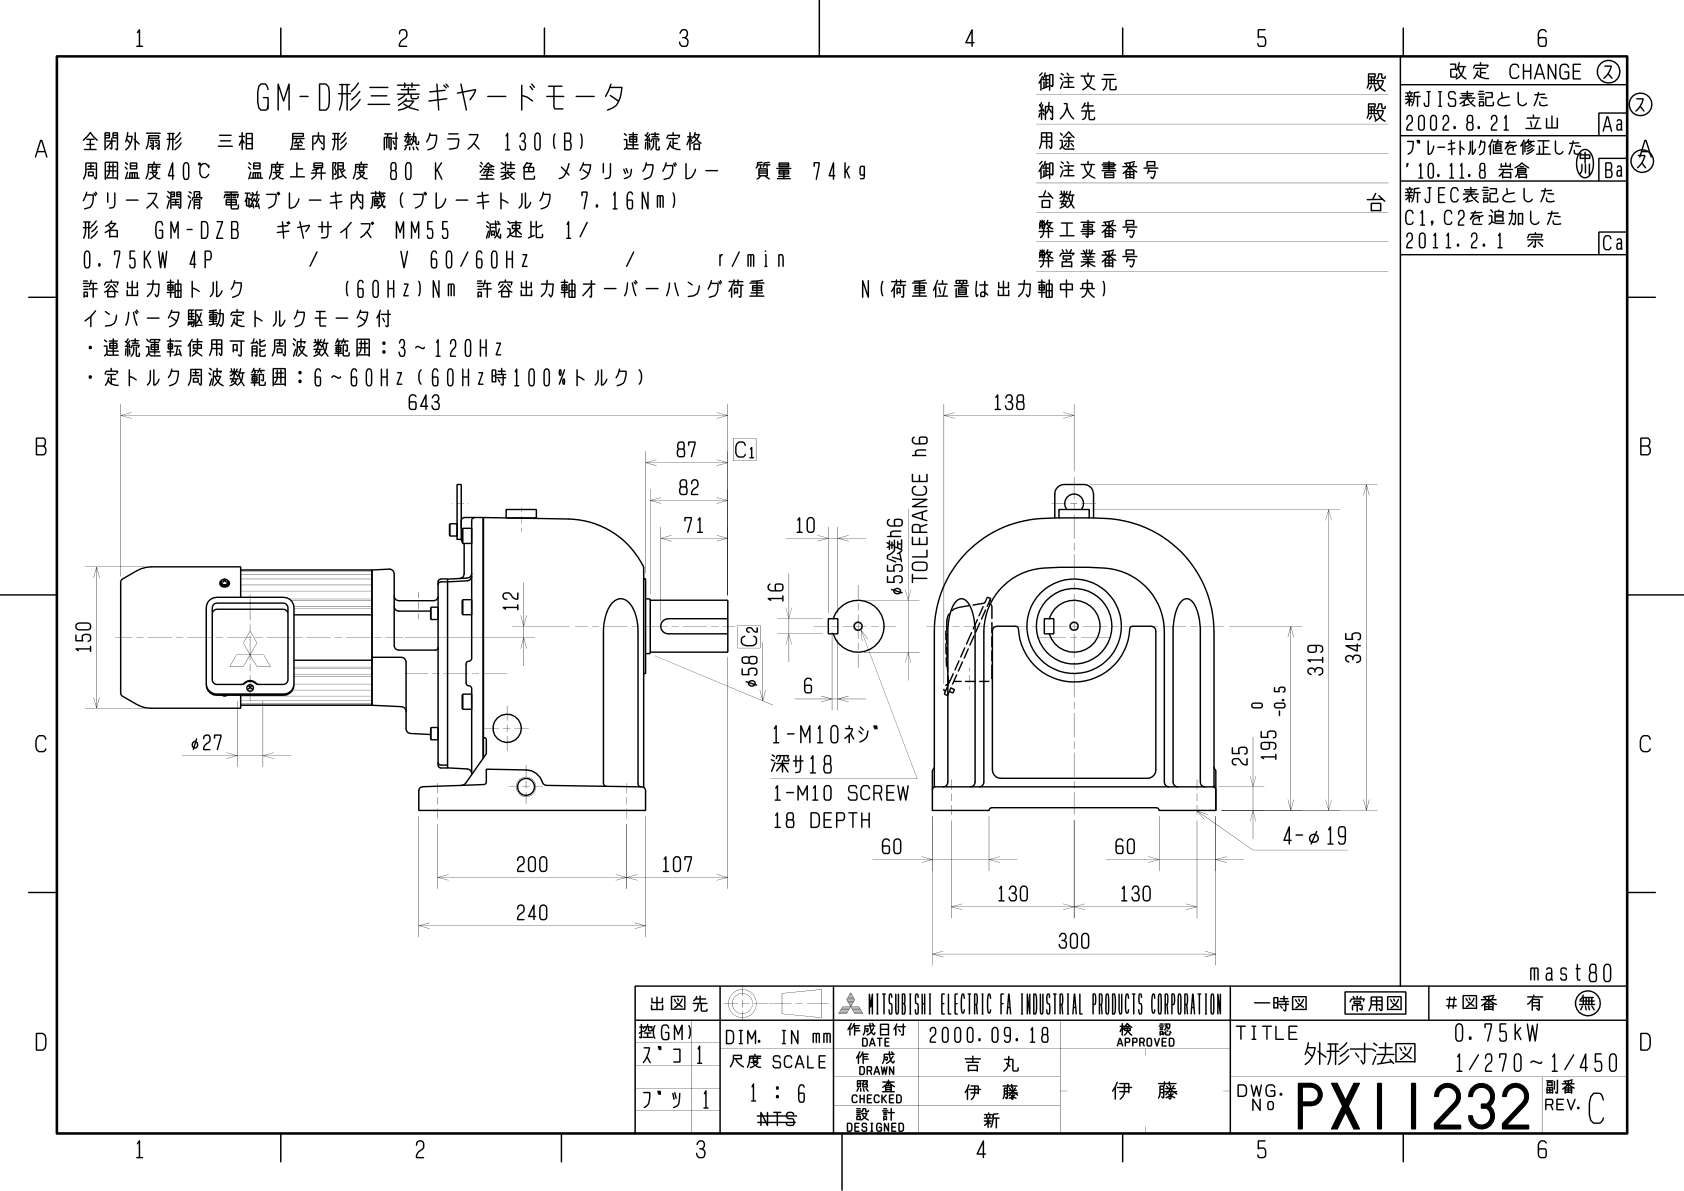 1 2 3 4 5 6
GM-D形三菱ギヤードモータ
全閉外扇形 三相 屋内形 耐熱クラス 130(B) 連続定格
周囲温度40℃ 温度上昇限度 80 K 塗装色 メタリックグレー 質量 74kg
グリース潤滑 電磁ブレーキ内蔵(ブレーキトルク 7.16Nm)
形名 GM-DZB ギヤサイズ MM55 減速比 1/
0.75KW 4P / V 60/60Hz / r/min
許容出力軸トルク (60Hz)Nm 許容出力軸オーバーハング荷重 N(荷重位置は出力軸中央)
インバータ駆動定トルクモータ付
・連続運転使用可能周波数範囲:3~120Hz
・定トルク周波数範囲:6~60Hz(60Hz時100%トルク)
御注文元 殿
納入先 殿
用途
御注文書番号
台数 台
弊工事番号
弊営業番号
改定 CHANGE ス
新JIS表記とした ス
2002.8.21 立山 Aa
ブレーキトルク値を修正した
'10.11.8 岩倉 中川 Ba ス
新JEC表記とした
C1,C2を追加した
2011.2.1 宗 Ca
A A
B B
C C
D D
643
87 C1
82
71
12
150
φ27
φ58 C2
200 107
240
10
16
6
φ55公差h6
TOLERANCE h6
1-M10ネジ
深サ18
1-M10 SCREW
18 DEPTH
138
345
319
195 0 -0.5
25
4-φ19
60 60
130 130
300
mast80
出図先
控(GM)
ズコ 1
ブツ 1
DIM. IN mm
尺度 SCALE
1 : 6
NTS
MITSUBISHI ELECTRIC FA INDUSTRIAL PRODUCTS CORPORATION
作成日付 DATE 2000.09.18
作成 DRAWN 吉丸
照査 CHECKED 伊藤
設計 DESIGNED 新
検認 APPROVED
伊藤
一時図 常用図 #図番 有 無
TITLE 0.75kW
外形寸法図 1/270~1/450
DWG. No PX11232 副番 REV. C
1 2 3 4 5 6